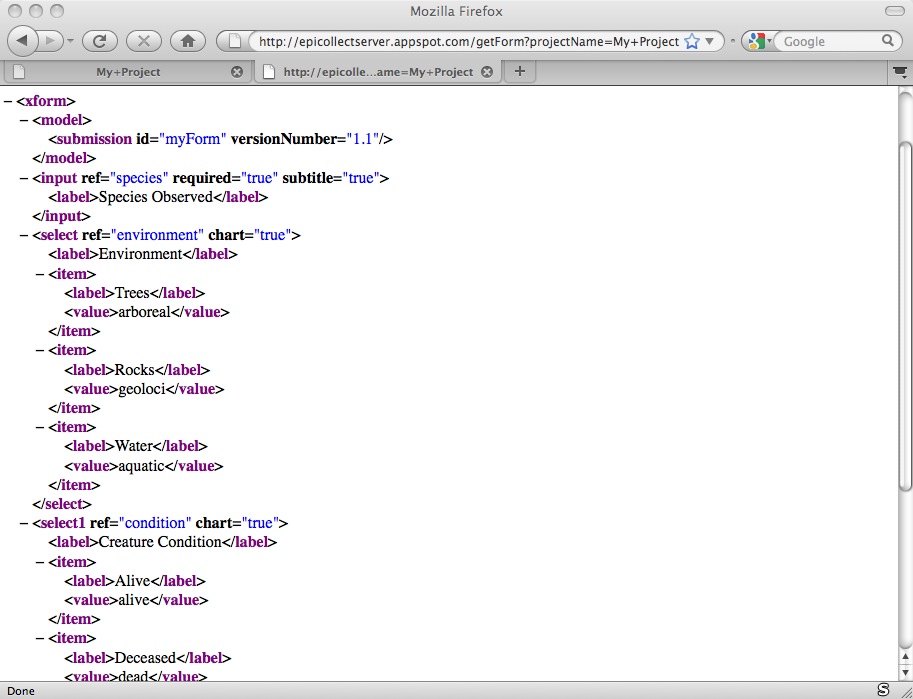 Mozilla Firefox
http://epicollectserver.appspot.com/getForm?projectName=My+Project
Google
My+Project
http://epicolle...ame=My+Project
– <xform>
– <model>
<submission id="myForm" versionNumber="1.1"/>
</model>
– <input ref="species" required="true" subtitle="true">
<label>Species Observed</label>
</input>
– <select ref="environment" chart="true">
<label>Environment</label>
– <item>
<label>Trees</label>
<value>arboreal</value>
</item>
– <item>
<label>Rocks</label>
<value>geoloci</value>
</item>
– <item>
<label>Water</label>
<value>aquatic</value>
</item>
</select>
– <select1 ref="condition" chart="true">
<label>Creature Condition</label>
– <item>
<label>Alive</label>
<value>alive</value>
</item>
– <item>
<label>Deceased</label>
<value>dead</value>
Done